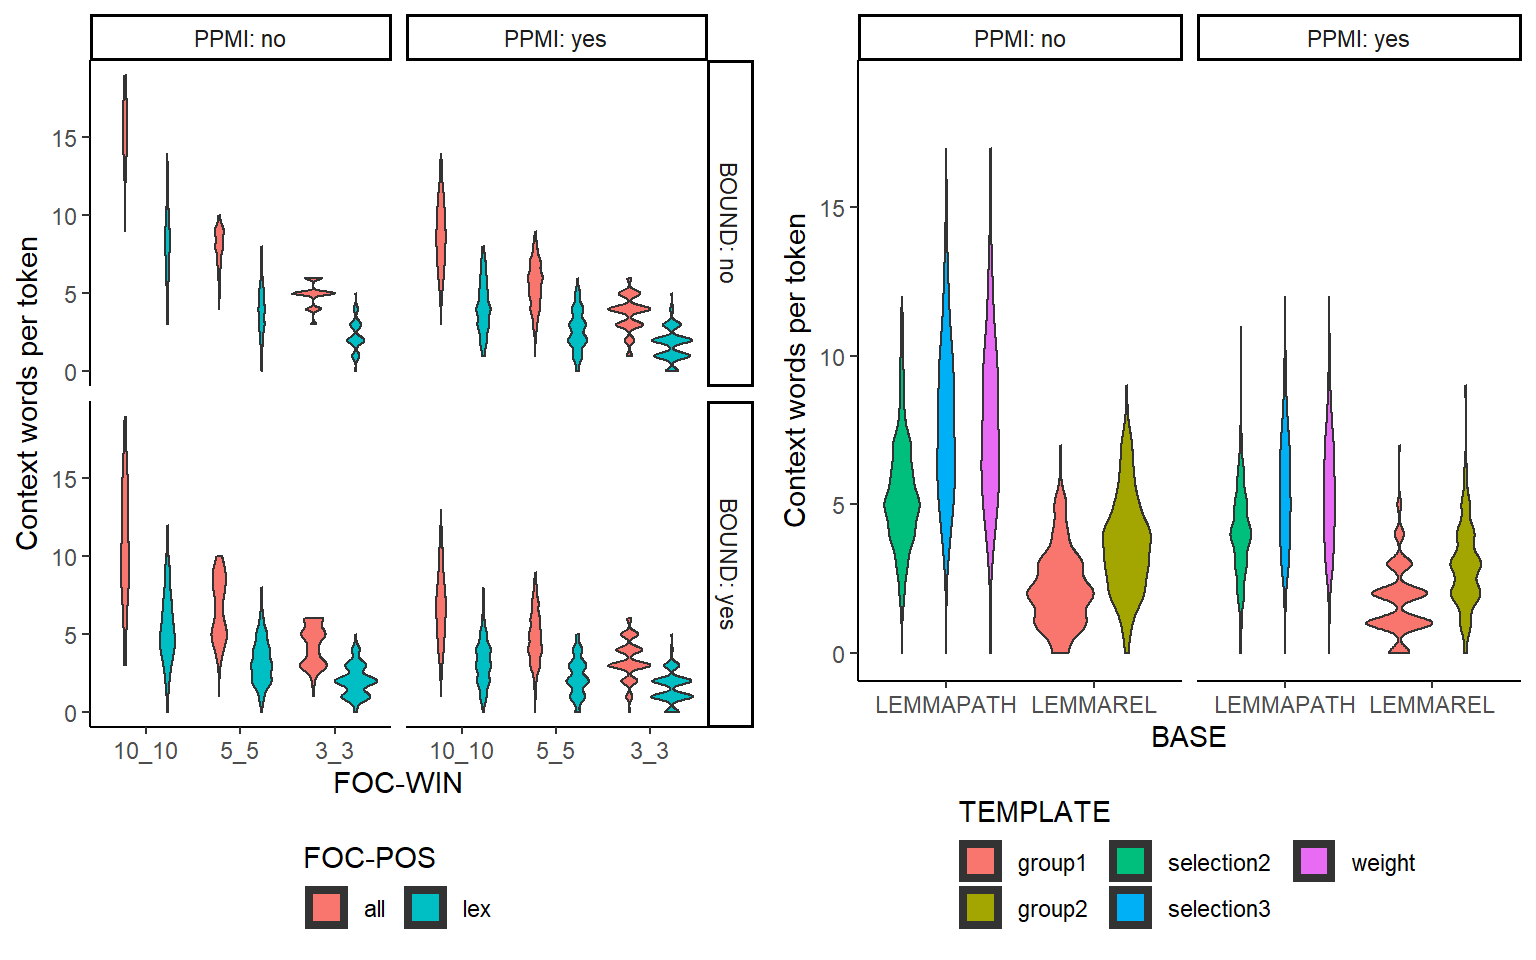 PPMI: no
PPMI: yes
BOUND: no
BOUND: yes
Context words per token
15
10
5
0
15
10
5
0
10_10
5_5
3_3
10_10
5_5
3_3
FOC-WIN
FOC-POS
all
lex
PPMI: no
PPMI: yes
Context words per token
15
10
5
0
LEMMAPATH
LEMMAREL
LEMMAPATH
LEMMAREL
BASE
TEMPLATE
group1
selection2
weight
group2
selection3